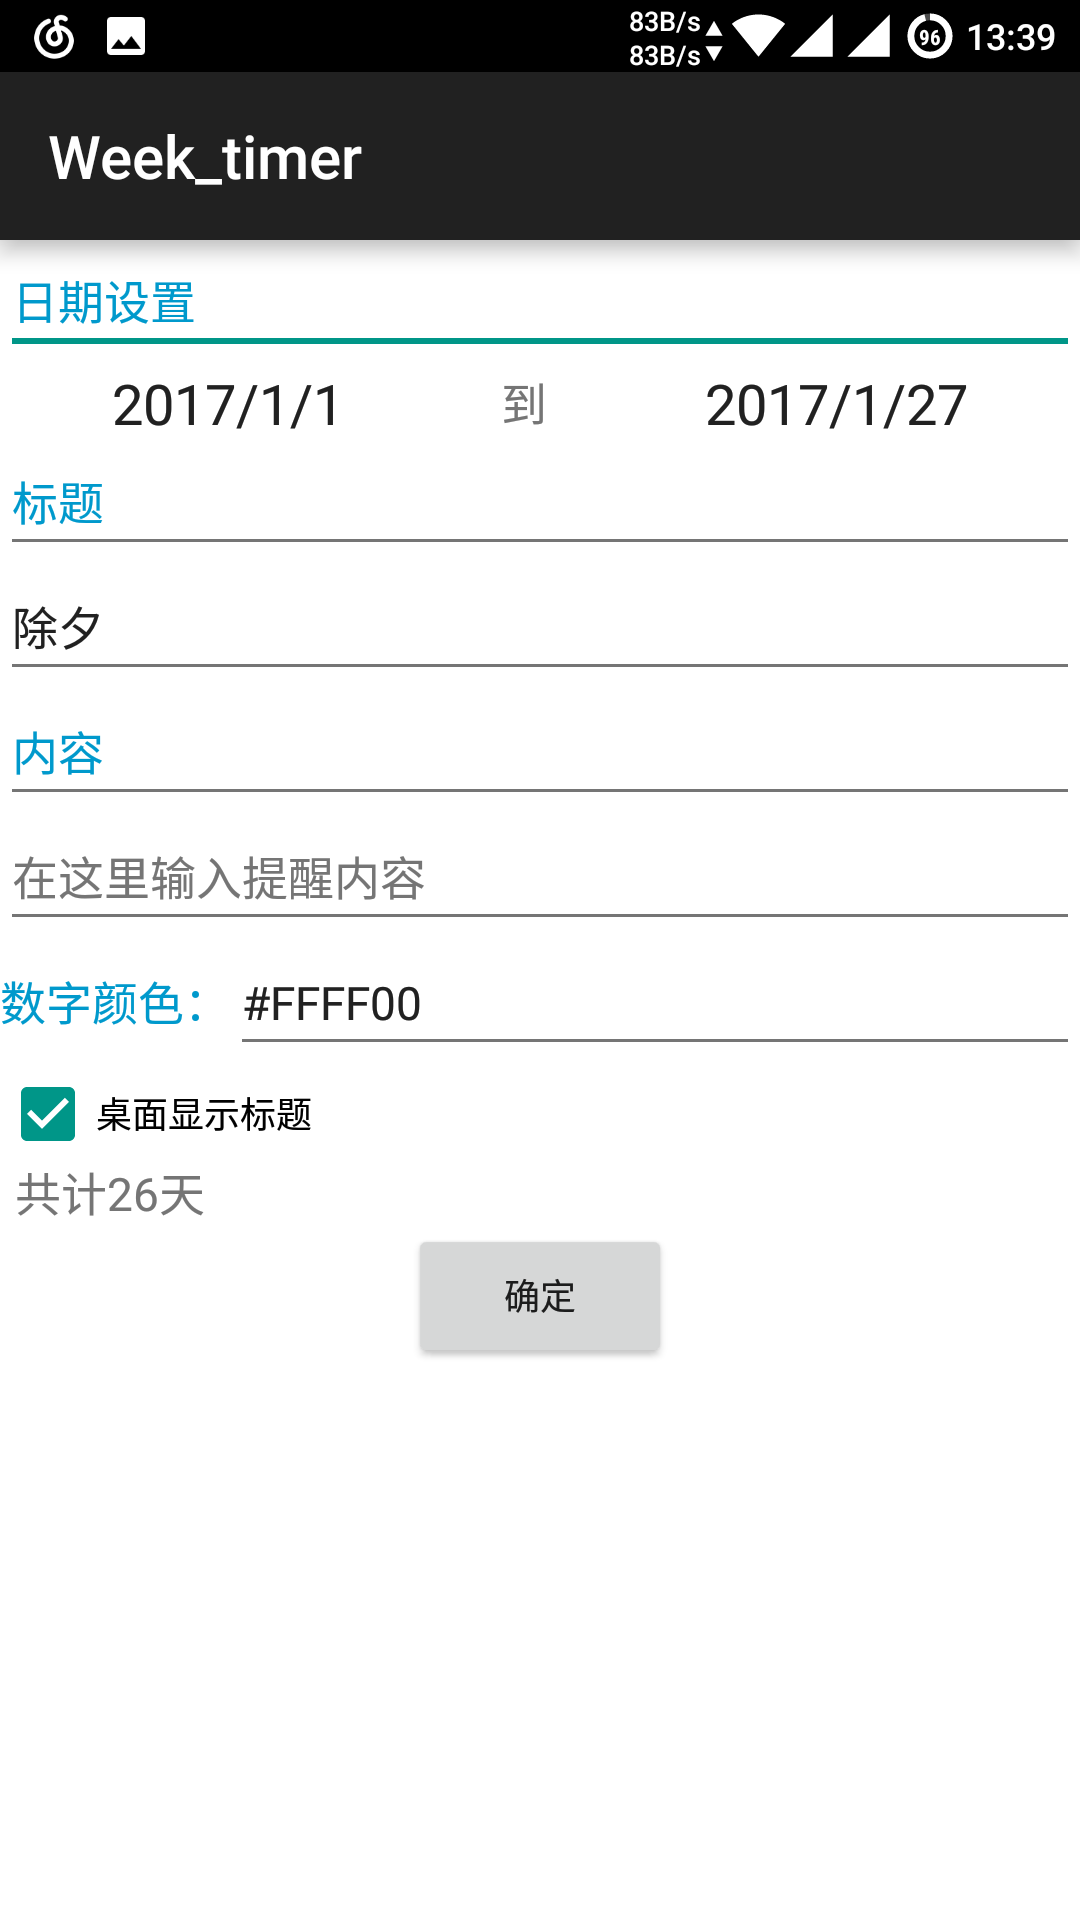 83B/s
83B/s
96
13:39
Week_timer
日期设置
2017/1/1 到 2017/1/27
标题
除夕
内容
在这里输入提醒内容
数字颜色： #FFFF00
桌面显示标题
共计26天
确定